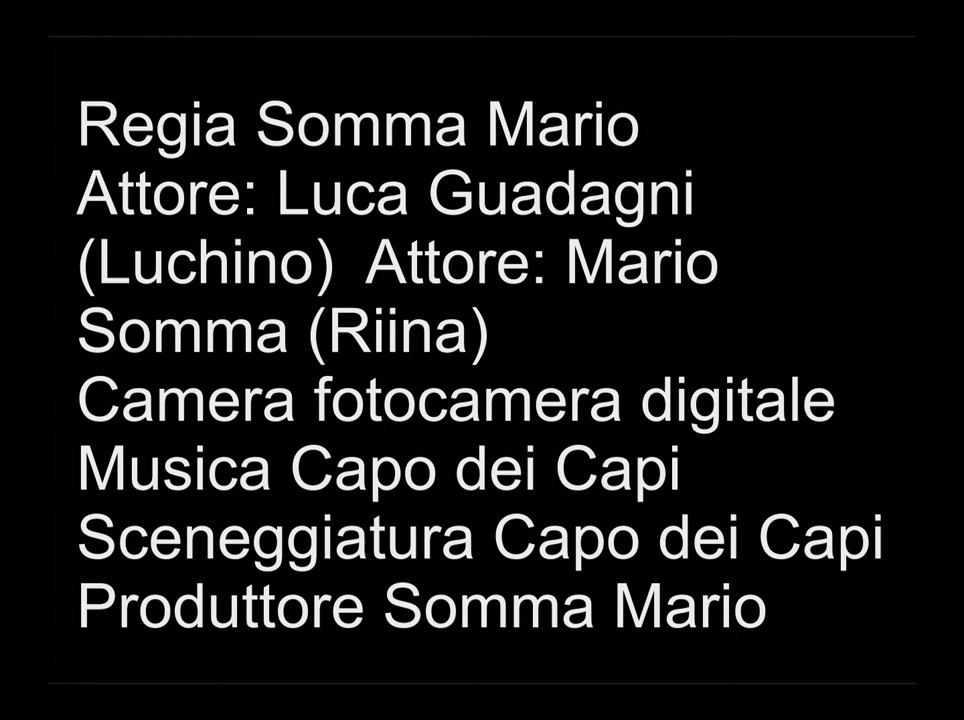 Regia Somma Mario
Attore: Luca Guadagni
(Luchino)  Attore: Mario
Somma (Riina)
Camera fotocamera digitale
Musica Capo dei Capi
Sceneggiatura Capo dei Capi
Produttore Somma Mario